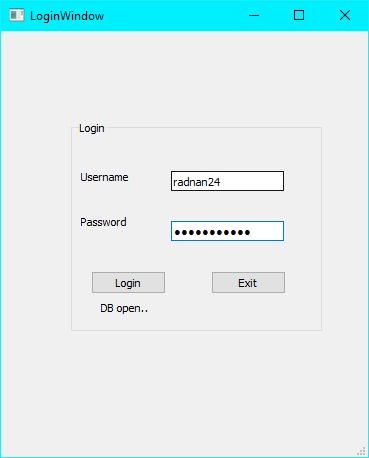 LoginWindow
Login
Username
radnan24
Password
●●●●●●●●●●●
Login Exit
DB open..